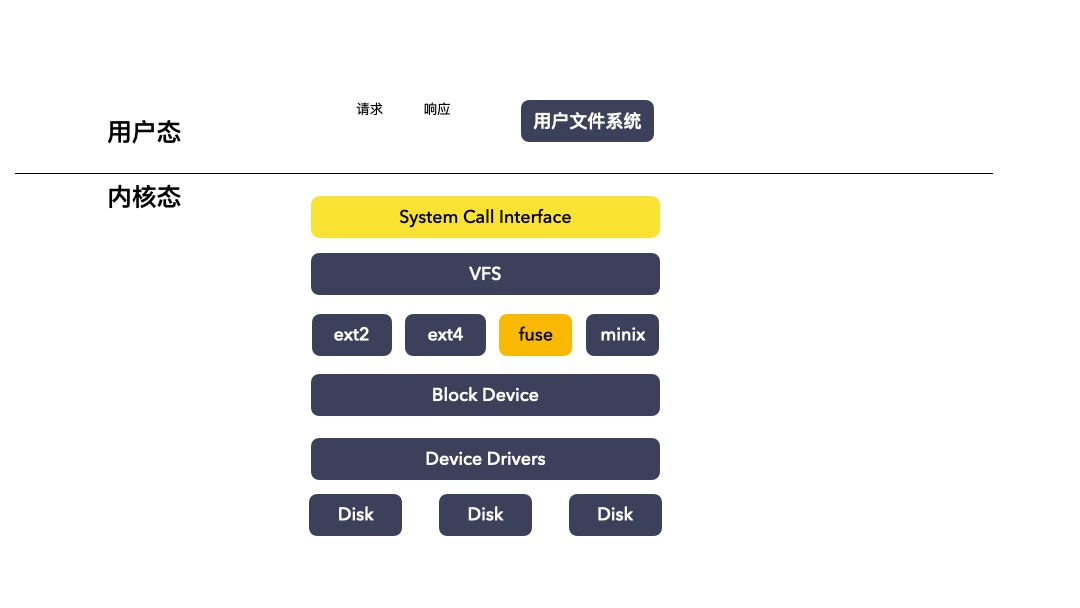 请求 响应
用户文件系统
用户态
内核态
System Call Interface
VFS
ext2 ext4 fuse minix
Block Device
Device Drivers
Disk Disk Disk